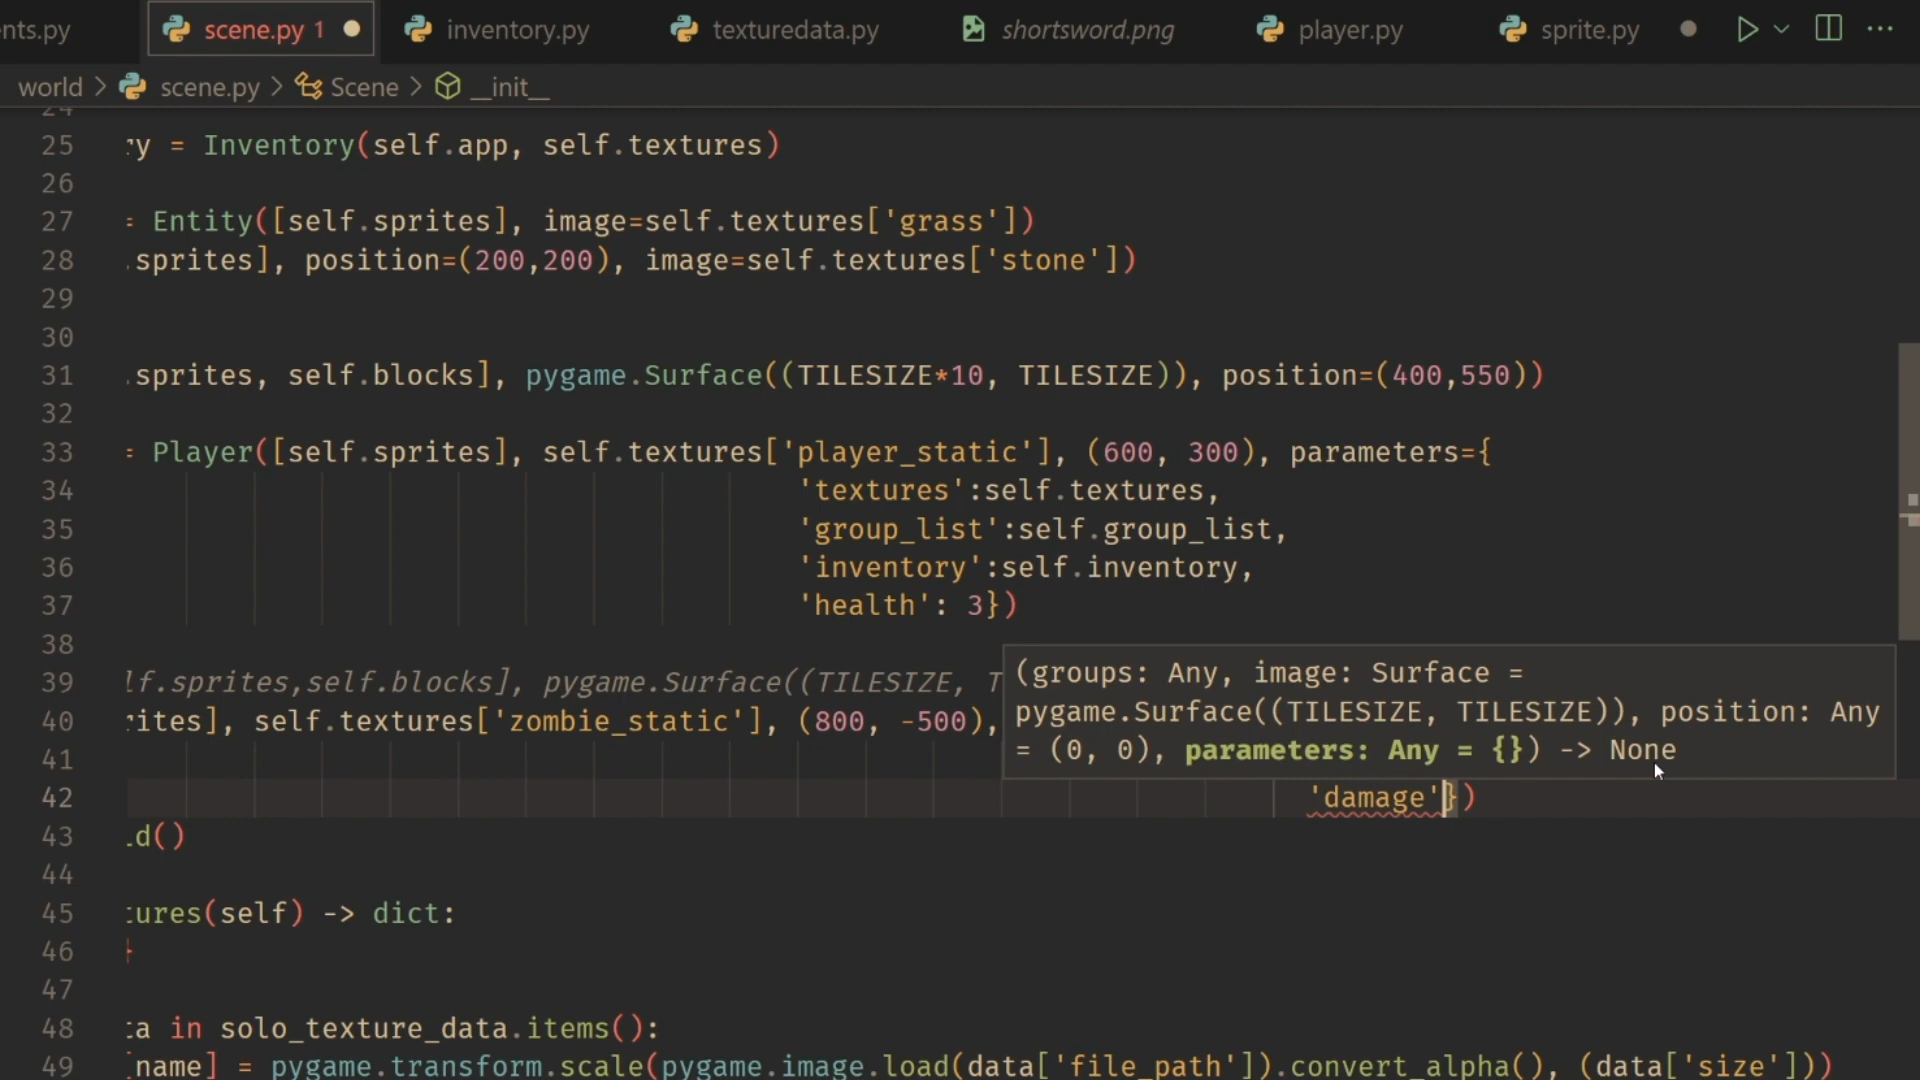 nts.py scene.py 1 inventory.py texturedata.py shortsword.png player.py sprite.py ...
world > scene.py > Scene > __init__
24
25 ry = Inventory(self.app, self.textures)
26
27 = Entity([self.sprites], image=self.textures['grass'])
28 .sprites], position=(200,200), image=self.textures['stone'])
29
30
31 .sprites, self.blocks], pygame.Surface((TILESIZE*10, TILESIZE)), position=(400,550))
32
33 = Player([self.sprites], self.textures['player_static'], (600, 300), parameters={
34 'textures':self.textures,
35 'group_list':self.group_list,
36 'inventory':self.inventory,
37 'health': 3})
38
39 lf.sprites,self.blocks], pygame.Surface((TILESIZE, T
40 rites], self.textures['zombie_static'], (800, -500),
(groups: Any, image: Surface =
pygame.Surface((TILESIZE, TILESIZE)), position: Any
= (0, 0), parameters: Any = {}) -> None
41
42 'damage'})
43 d()
44
45 tures(self) -> dict:
46 }
47
48 ta in solo_texture_data.items():
49 [name] = pygame.transform.scale(pygame.image.load(data['file_path']).convert_alpha(), (data['size']))